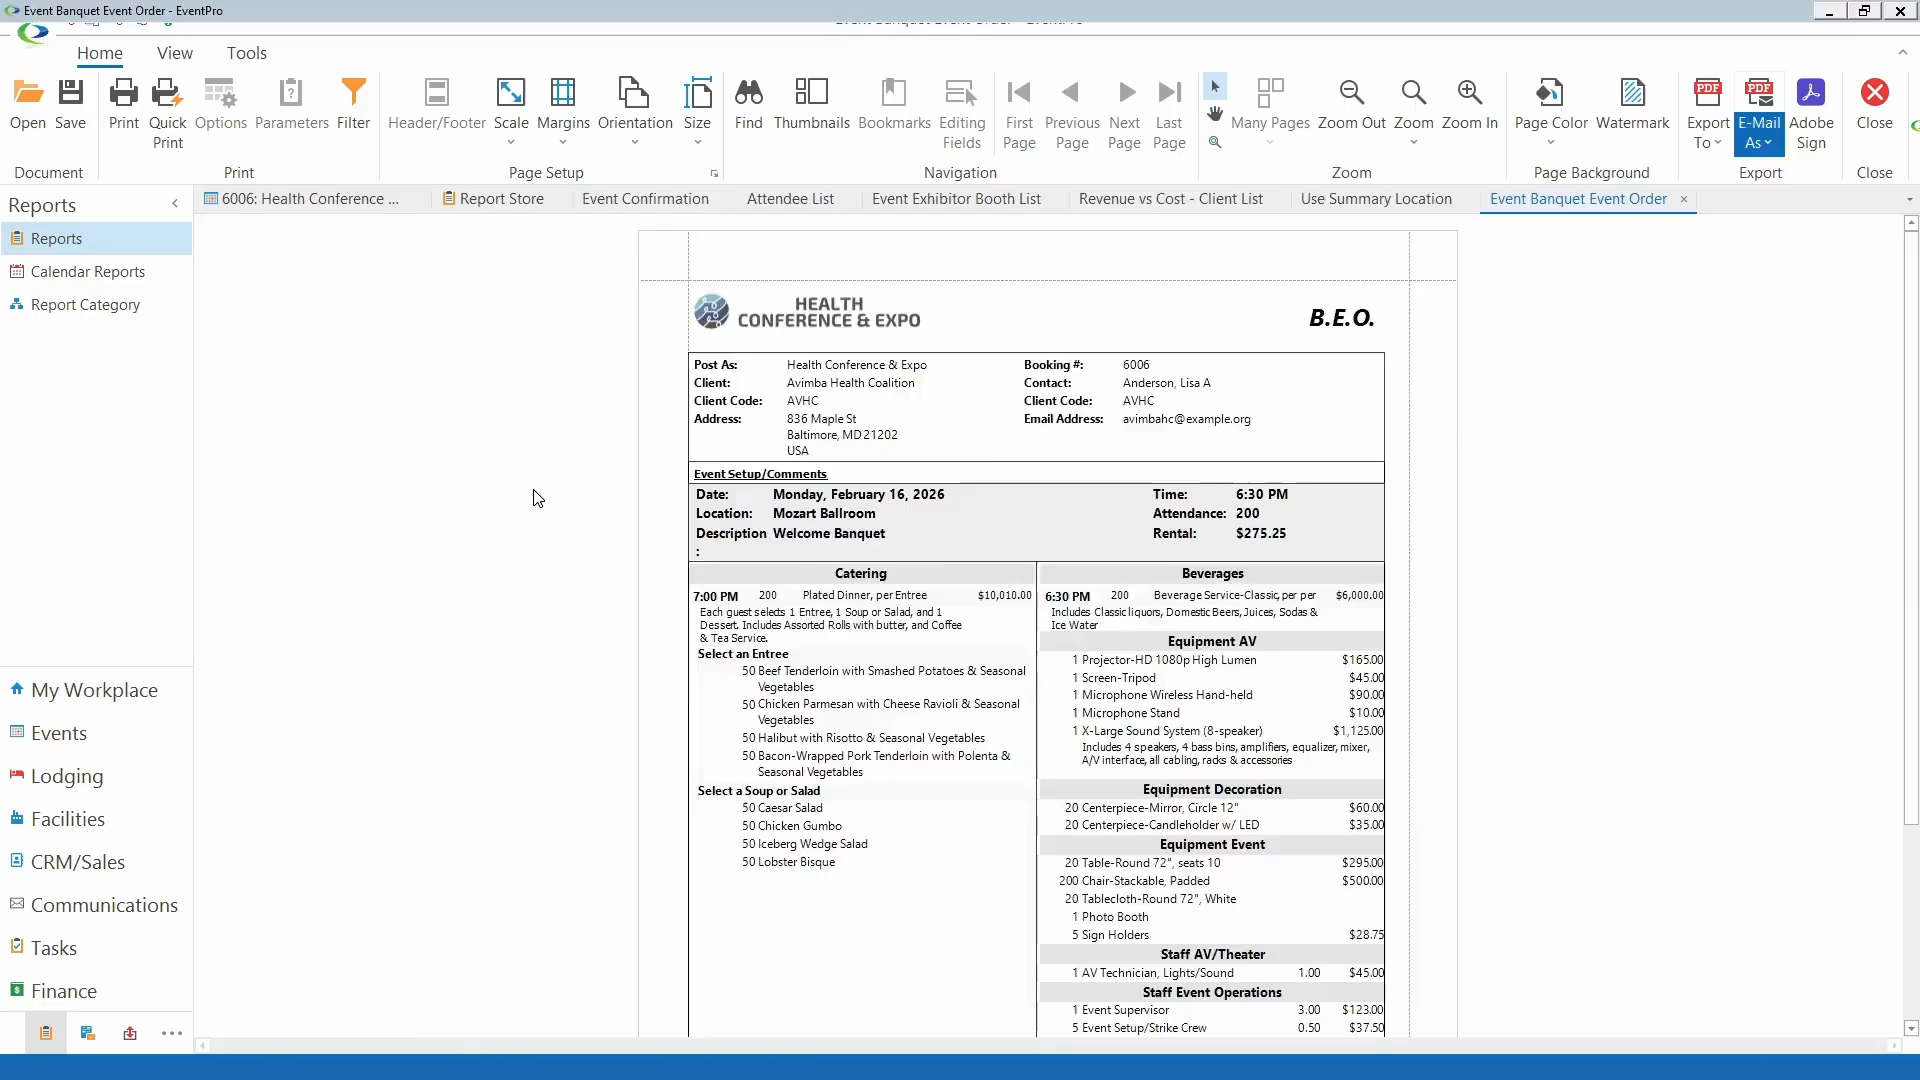 Event Banquet Event Order - EventPro
Home View Tools
Open Save Print Quick Print Options Parameters Filter Header/Footer Scale Margins Orientation Size Find Thumbnails Bookmarks Editing Fields First Page Previous Page Next Page Last Page Many Pages Zoom Out Zoom Zoom In Page Color Watermark Export To E-Mail As Adobe Sign Close
Document Print Page Setup Navigation Zoom Page Background Export Close
Reports
6006: Health Conference ... Report Store Event Confirmation Attendee List Event Exhibitor Booth List Revenue vs Cost - Client List Use Summary Location Event Banquet Event Order
Reports
Calendar Reports
Report Category
My Workplace
Events
Lodging
Facilities
CRM/Sales
Communications
Tasks
Finance
HEALTH
CONFERENCE & EXPO
B.E.O.
Post As: Health Conference & Expo Booking #: 6006
Client: Avimba Health Coalition Contact: Anderson, Lisa A
Client Code: AVHC Client Code: AVHC
Address: 836 Maple St Email Address: avimbahc@example.org
Baltimore, MD 21202
USA
Event Setup/Comments
Date: Monday, February 16, 2026 Time: 6:30 PM
Location: Mozart Ballroom Attendance: 200
Description Welcome Banquet Rental: $275.25
:
Catering
7:00 PM 200 Plated Dinner, per Entree $10,010.00
Each guest selects 1 Entree, 1 Soup or Salad, and 1
Dessert. Includes Assorted Rolls with butter, and Coffee
& Tea Service.
Select an Entree
50 Beef Tenderloin with Smashed Potatoes & Seasonal
Vegetables
50 Chicken Parmesan with Cheese Ravioli & Seasonal
Vegetables
50 Halibut with Risotto & Seasonal Vegetables
50 Bacon-Wrapped Pork Tenderloin with Polenta &
Seasonal Vegetables
Select a Soup or Salad
50 Caesar Salad
50 Chicken Gumbo
50 Iceberg Wedge Salad
50 Lobster Bisque
Beverages
6:30 PM 200 Beverage Service-Classic, per per $6,000.00
Includes Classic liquors, Domestic Beers, Juices, Sodas &
Ice Water
Equipment AV
1 Projector-HD 1080p High Lumen $165.00
1 Screen-Tripod $45.00
1 Microphone Wireless Hand-held $90.00
1 Microphone Stand $10.00
1 X-Large Sound System (8-speaker) $1,125.00
Includes 4 speakers, 4 bass bins, amplifiers, equalizer, mixer,
A/V interface, all cabling, racks & accessories
Equipment Decoration
20 Centerpiece-Mirror, Circle 12" $60.00
20 Centerpiece-Candleholder w/ LED $35.00
Equipment Event
20 Table-Round 72", seats 10 $295.00
200 Chair-Stackable, Padded $500.00
20 Tablecloth-Round 72", White
1 Photo Booth
5 Sign Holders $28.75
Staff AV/Theater
1 AV Technician, Lights/Sound 1.00 $45.00
Staff Event Operations
1 Event Supervisor 3.00 $123.00
5 Event Setup/Strike Crew 0.50 $37.50